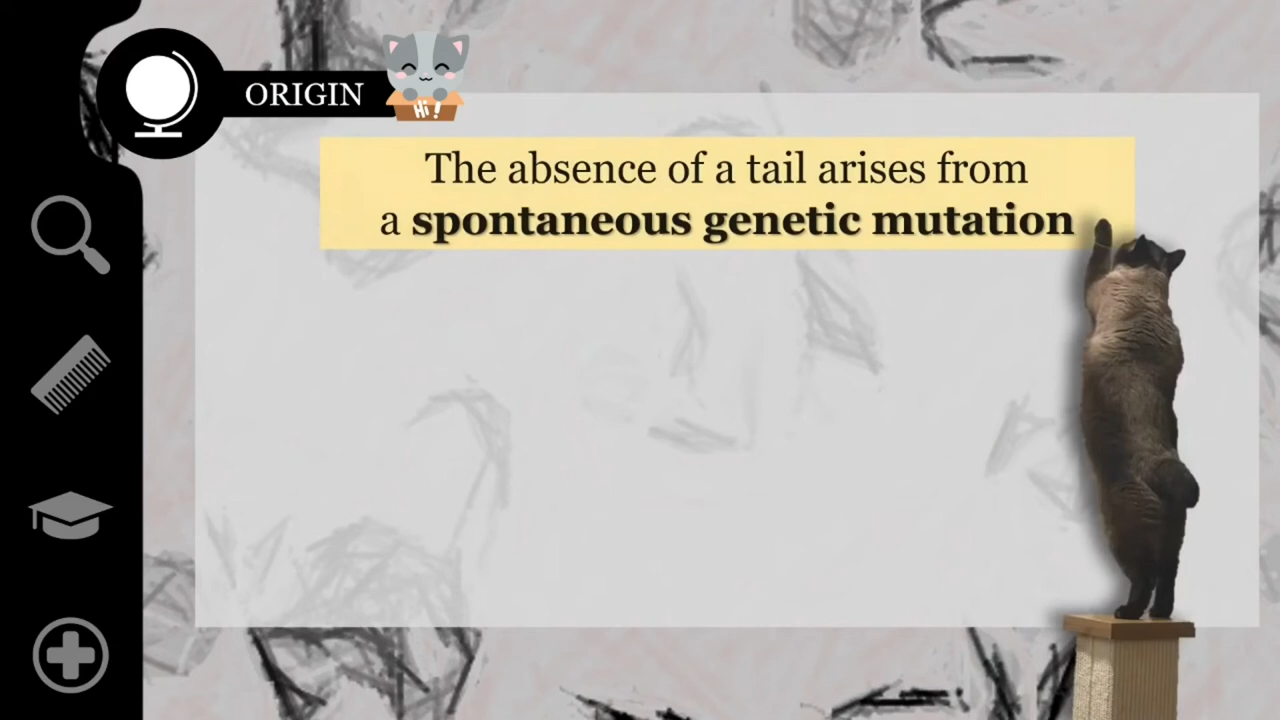 ORIGIN
Hi !
The absence of a tail arises from
a spontaneous genetic mutation